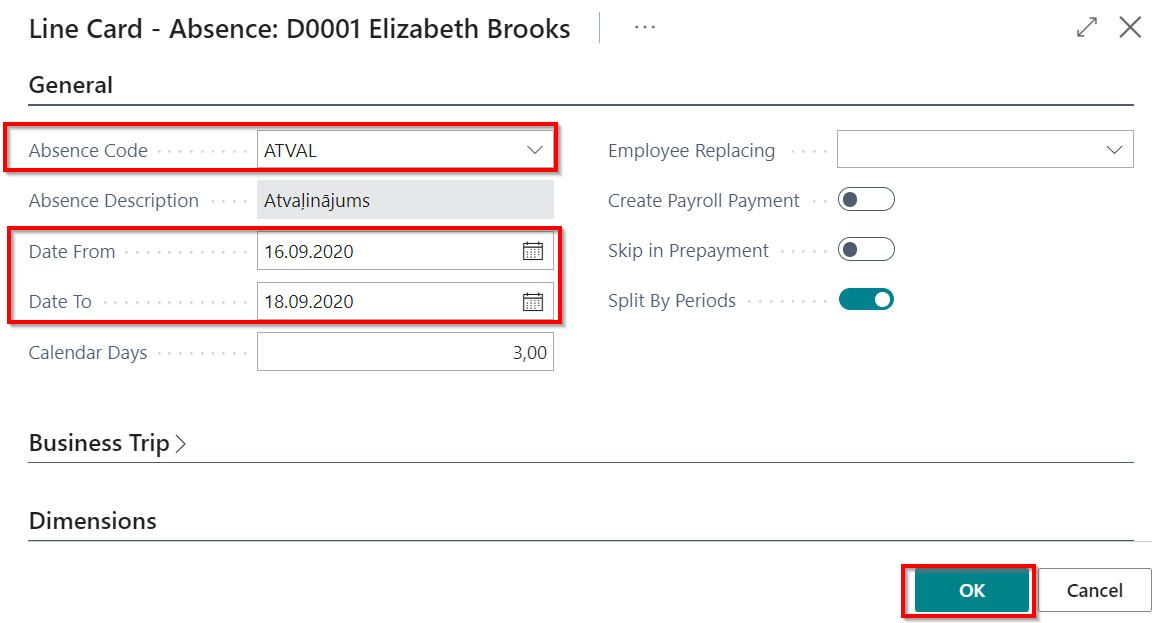 Line Card - Absence: D0001 Elizabeth Brooks
General
Absence Code ATVAL
Absence Description Atvaļinājums
Date From 16.09.2020
Date To 18.09.2020
Calendar Days 3,00
Employee Replacing
Create Payroll Payment
Skip in Prepayment
Split By Periods
Business Trip
Dimensions
OK Cancel